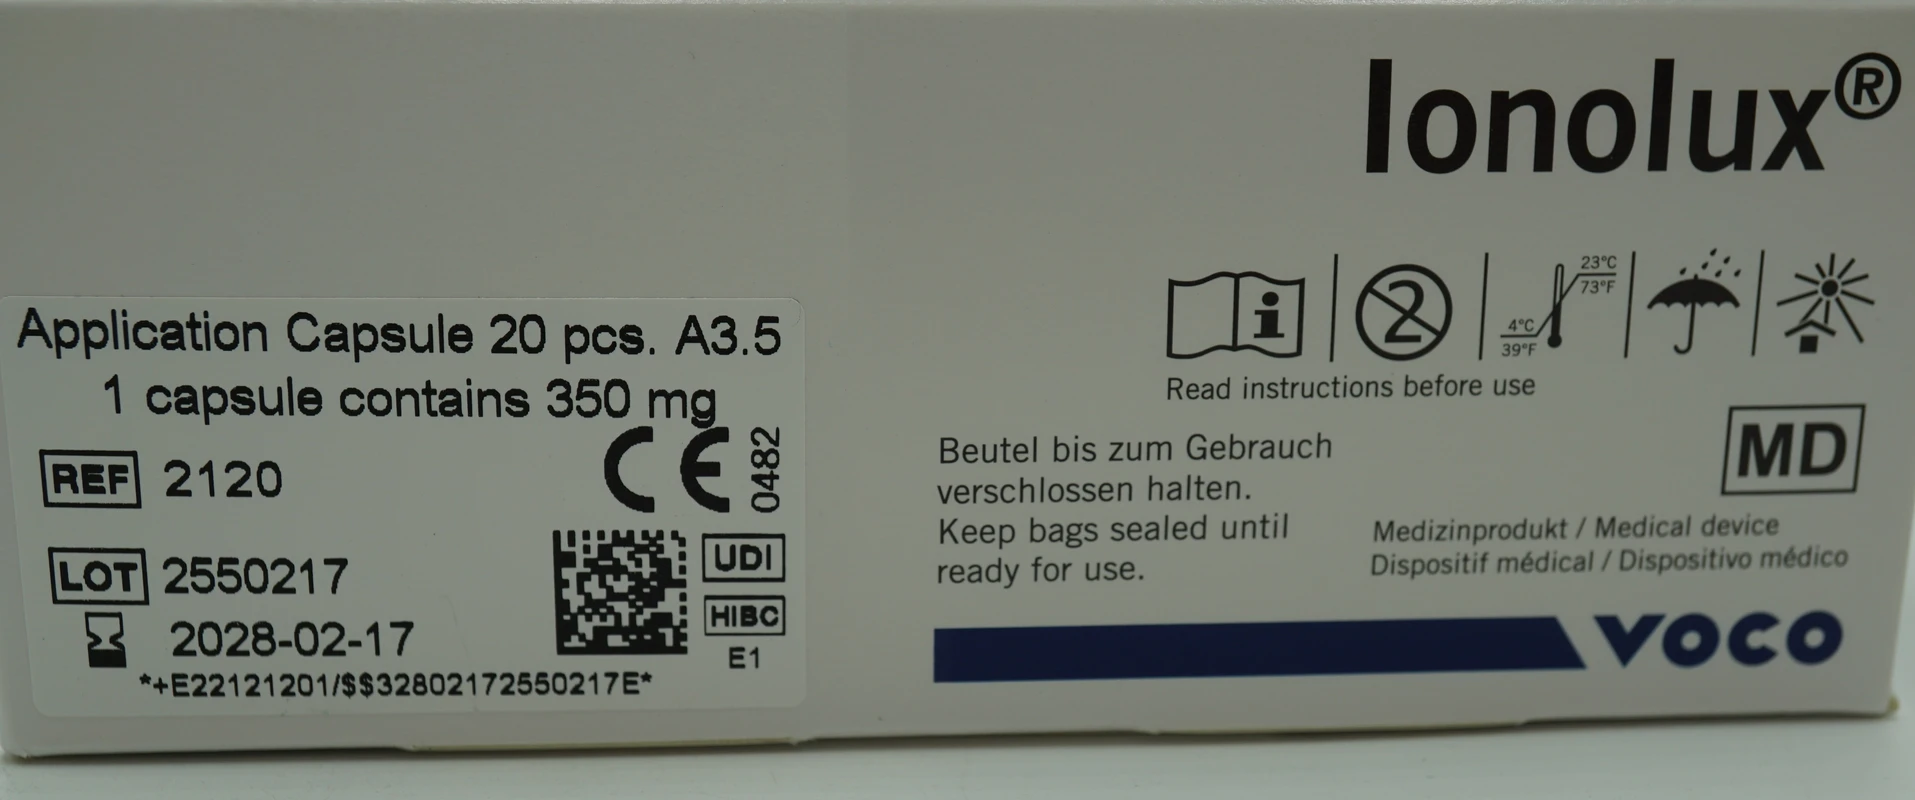 Ionolux®
23°C
73°F
4°C
39°F
Read instructions before use
Application Capsule 20 pcs. A3.5
1 capsule contains 350 mg
REF 2120
CE 0482
LOT 2550217
UDI
HIBC
E1
2028-02-17
*+E22121201/$$32802172550217E*
Beutel bis zum Gebrauch
verschlossen halten.
Keep bags sealed until
ready for use.
MD
Medizinprodukt / Medical device
Dispositif médical / Dispositivo médico
VOCO